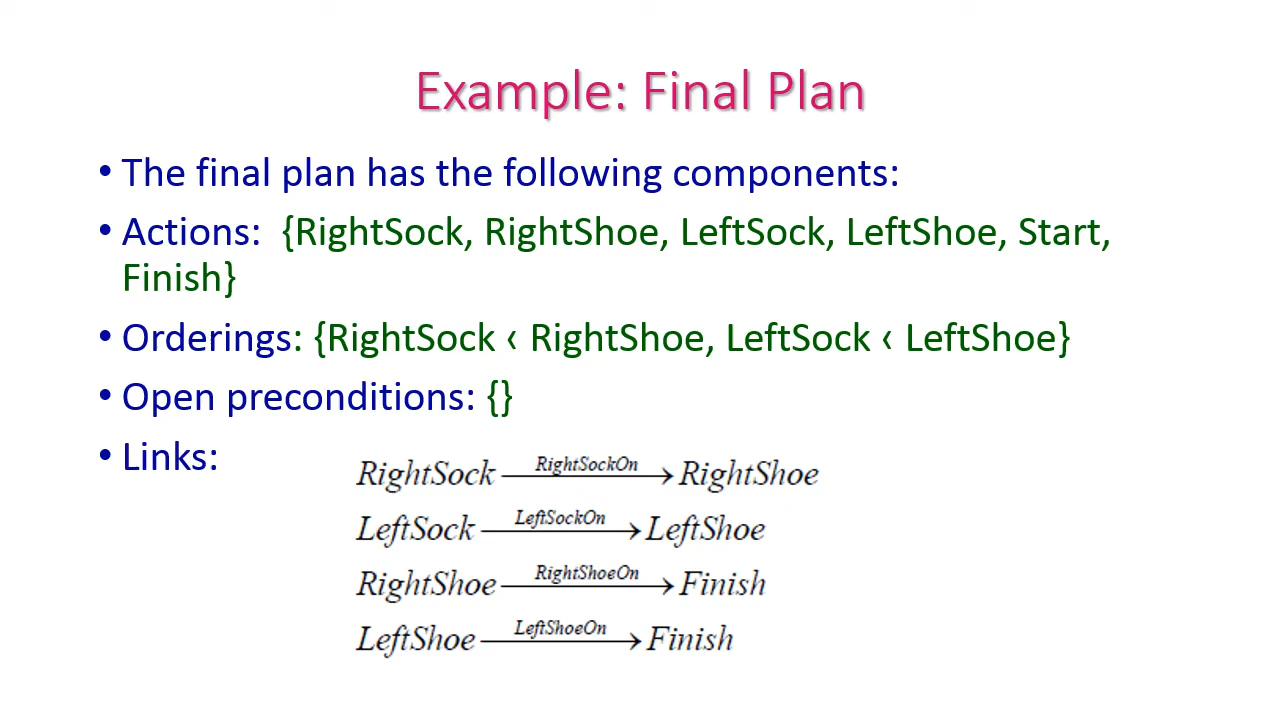 Example: Final Plan
• The final plan has the following components:
• Actions: {RightSock, RightShoe, LeftSock, LeftShoe, Start,
Finish}
• Orderings: {RightSock ‹ RightShoe, LeftSock ‹ LeftShoe}
• Open preconditions: {}
• Links:
RightSock RightSockOn → RightShoe
LeftSock LeftSockOn → LeftShoe
RightShoe RightShoeOn → Finish
LeftShoe LeftShoeOn → Finish